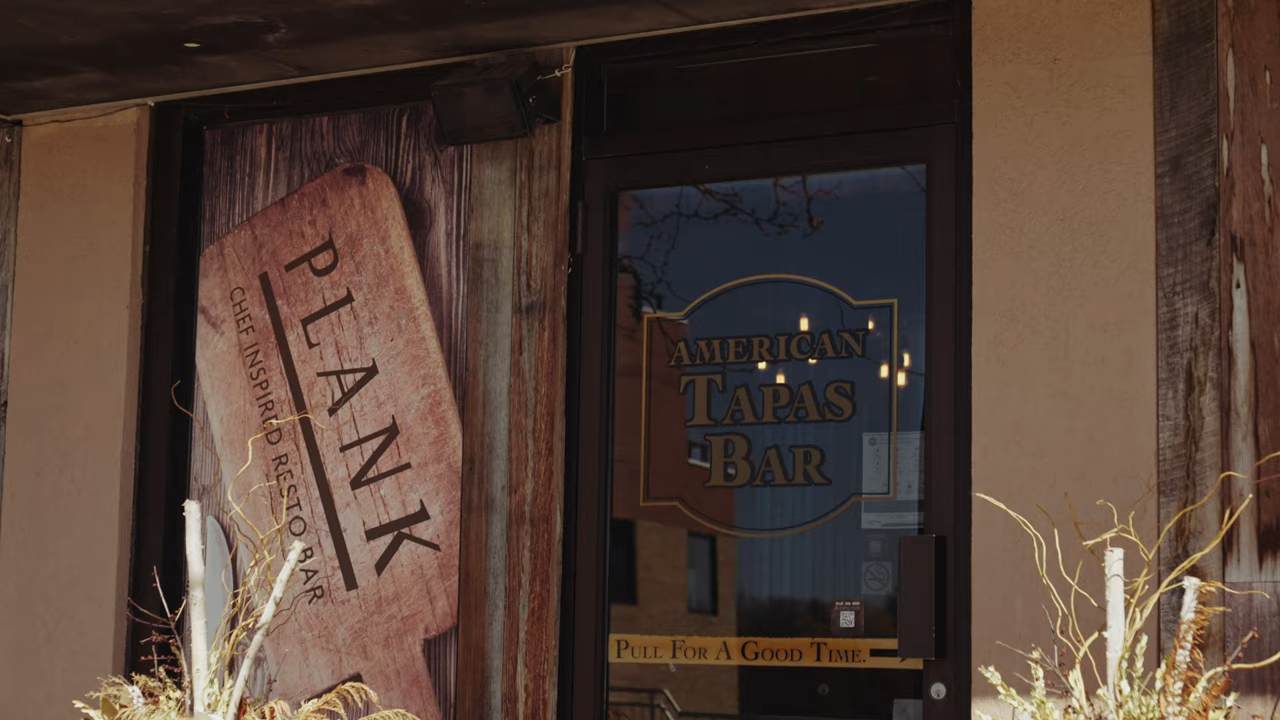 PLANK
CHEF INSPIRED RESTO BAR
AMERICAN
TAPAS
BAR
PULL FOR A GOOD TIME.